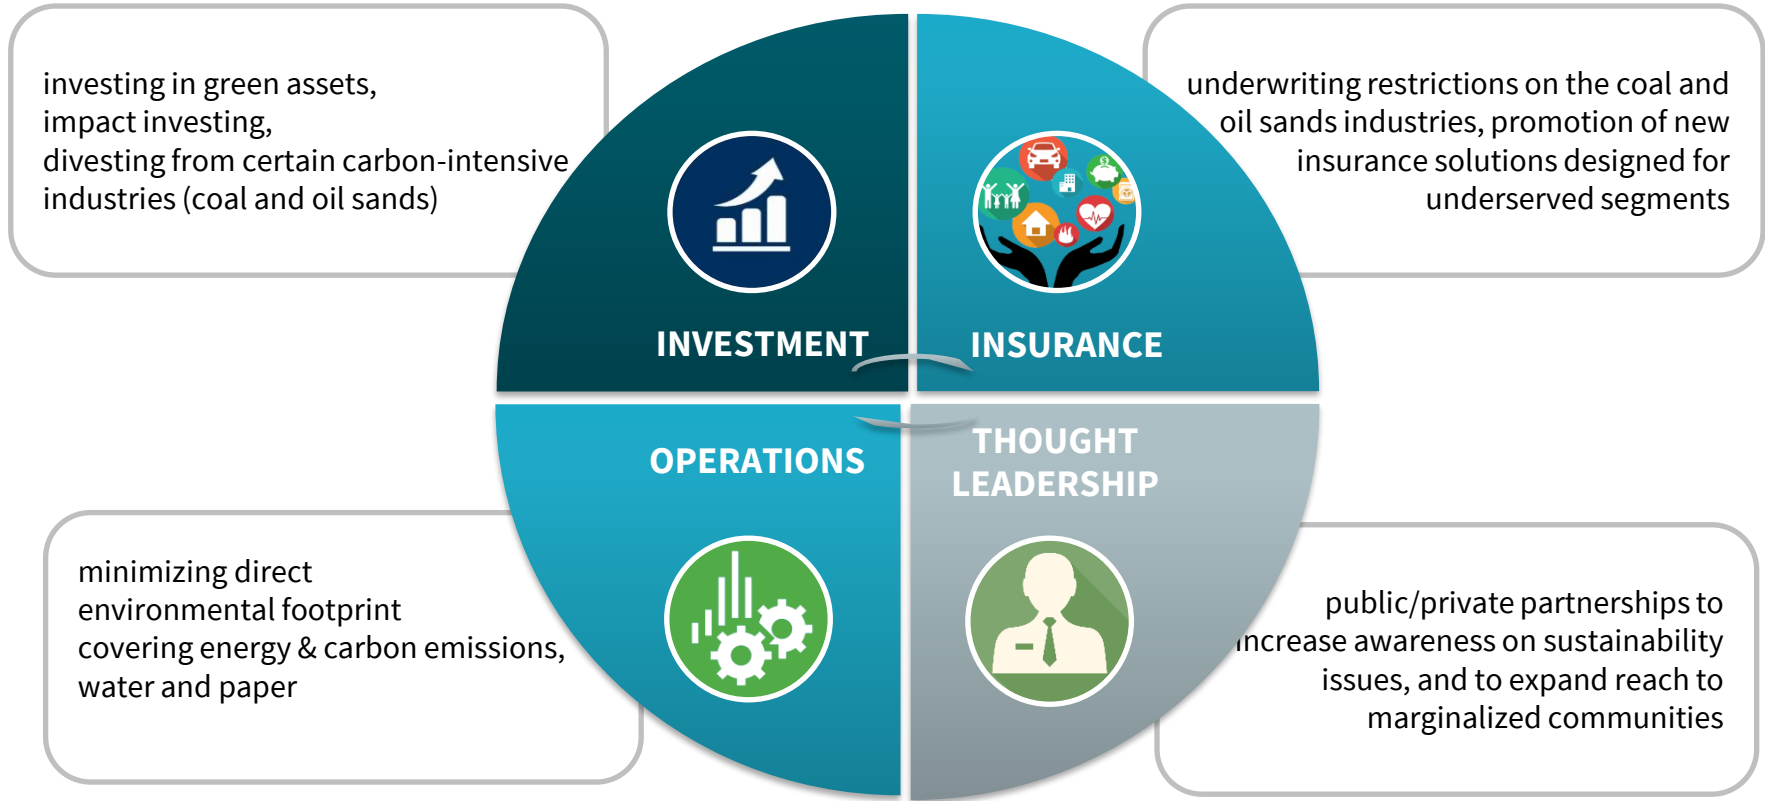 investing in green assets,
impact investing,
divesting from certain carbon-intensive
industries (coal and oil sands)
underwriting restrictions on the coal and
oil sands industries, promotion of new
insurance solutions designed for
underserved segments
INVESTMENT
INSURANCE
OPERATIONS
THOUGHT
LEADERSHIP
minimizing direct
environmental footprint
covering energy & carbon emissions,
water and paper
public/private partnerships to
increase awareness on sustainability
issues, and to expand reach to
marginalized communities